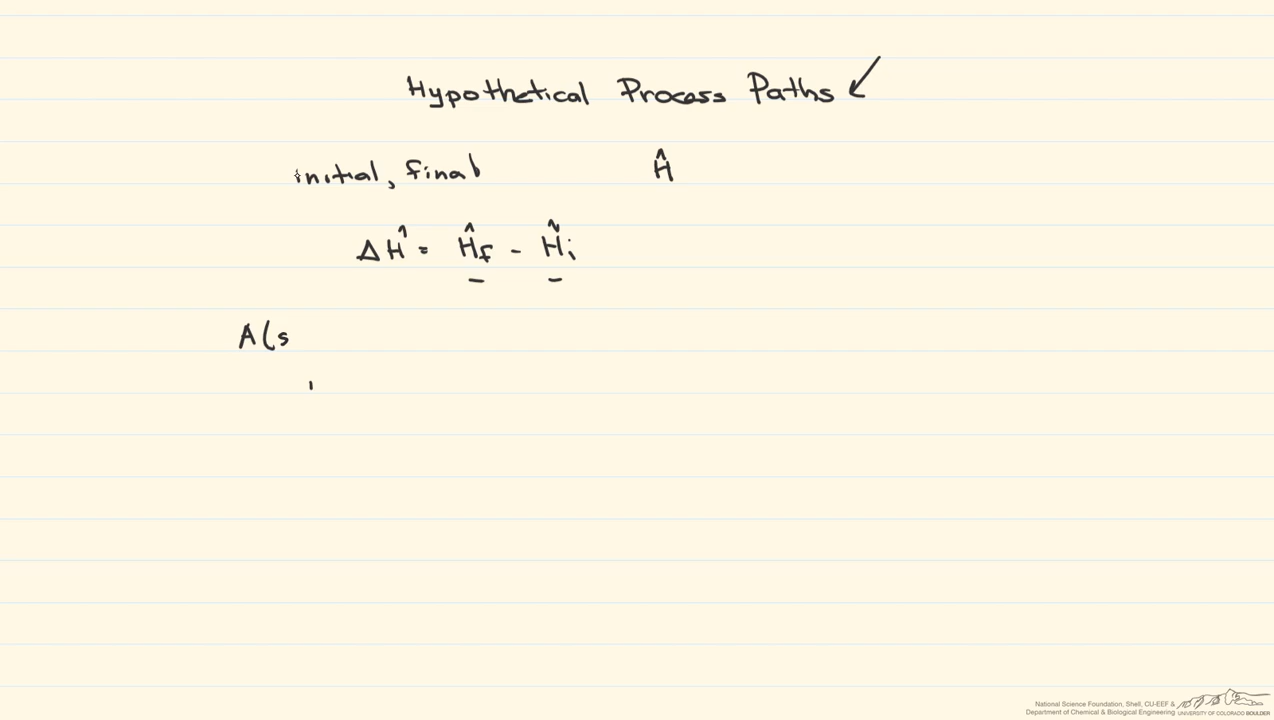 Hypothetical Process Paths
initial, final Ĥ
ΔĤ = Ĥf - Ĥi
A(s
National Science Foundation, Shell, CU-EEF &
Department of Chemical & Biological Engineering UNIVERSITY OF COLORADO BOULDER